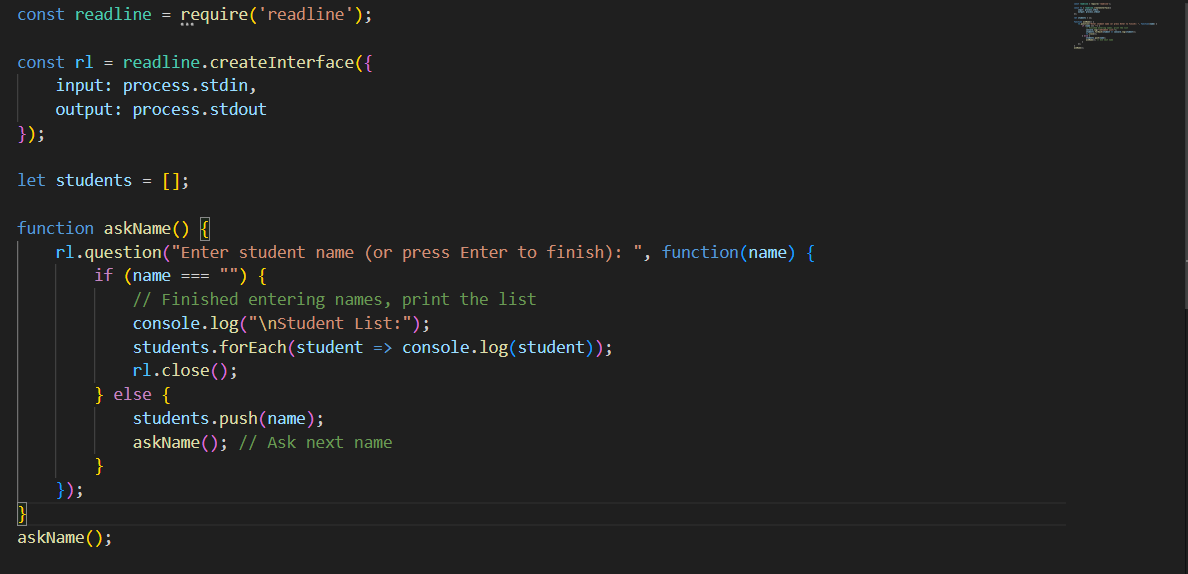 const readline = require('readline');
const rl = readline.createInterface({
    input: process.stdin,
    output: process.stdout
});
let students = [];
function askName() {
    rl.question("Enter student name (or press Enter to finish): ", function(name) {
        if (name === "") {
            // Finished entering names, print the list
            console.log("\nStudent List:");
            students.forEach(student => console.log(student));
            rl.close();
        } else {
            students.push(name);
            askName(); // Ask next name
        }
    });
}
askName();